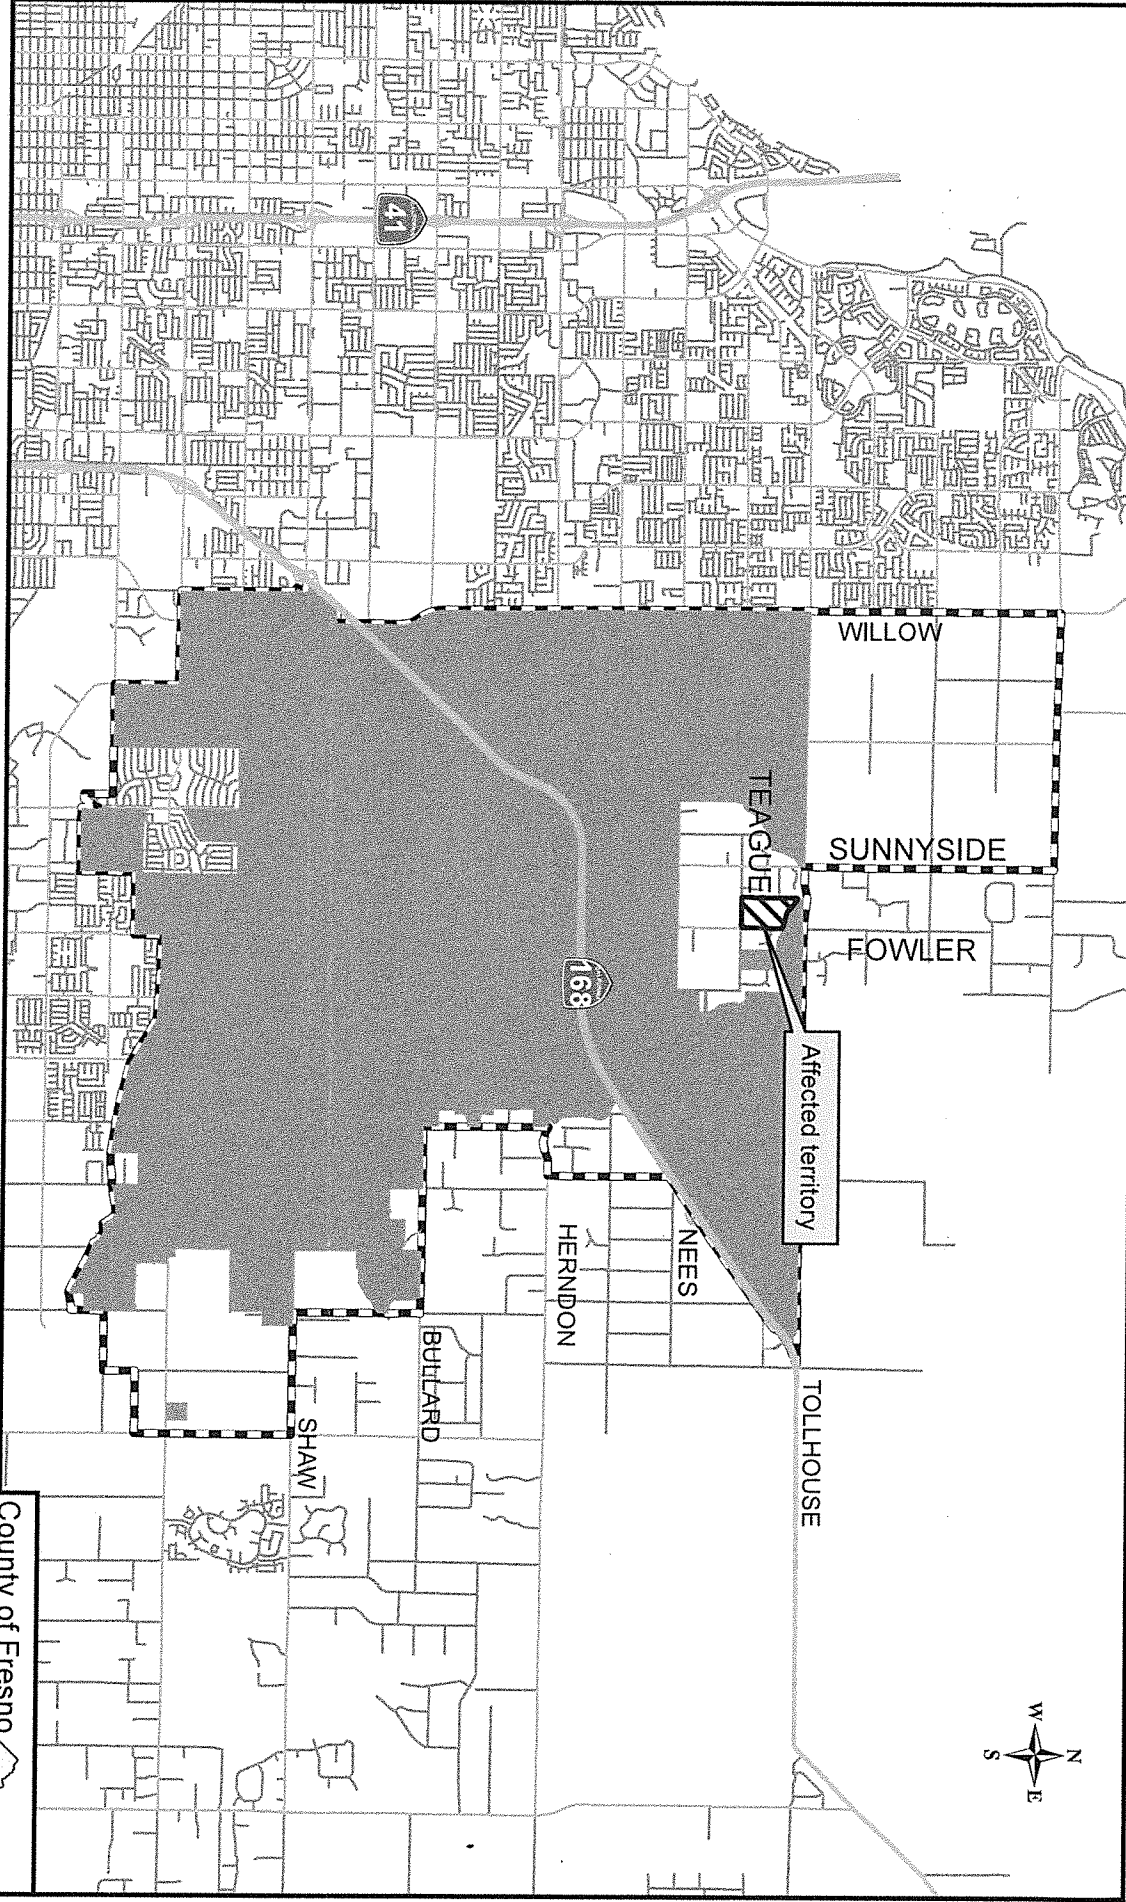 41
WILLOW
SUNNYSIDE
TEAGUE
FOWLER
168
Affected territory
NEES
HERNDON
BULLARD
SHAW
TOLLHOUSE
N
W
E
S
County of Fresno